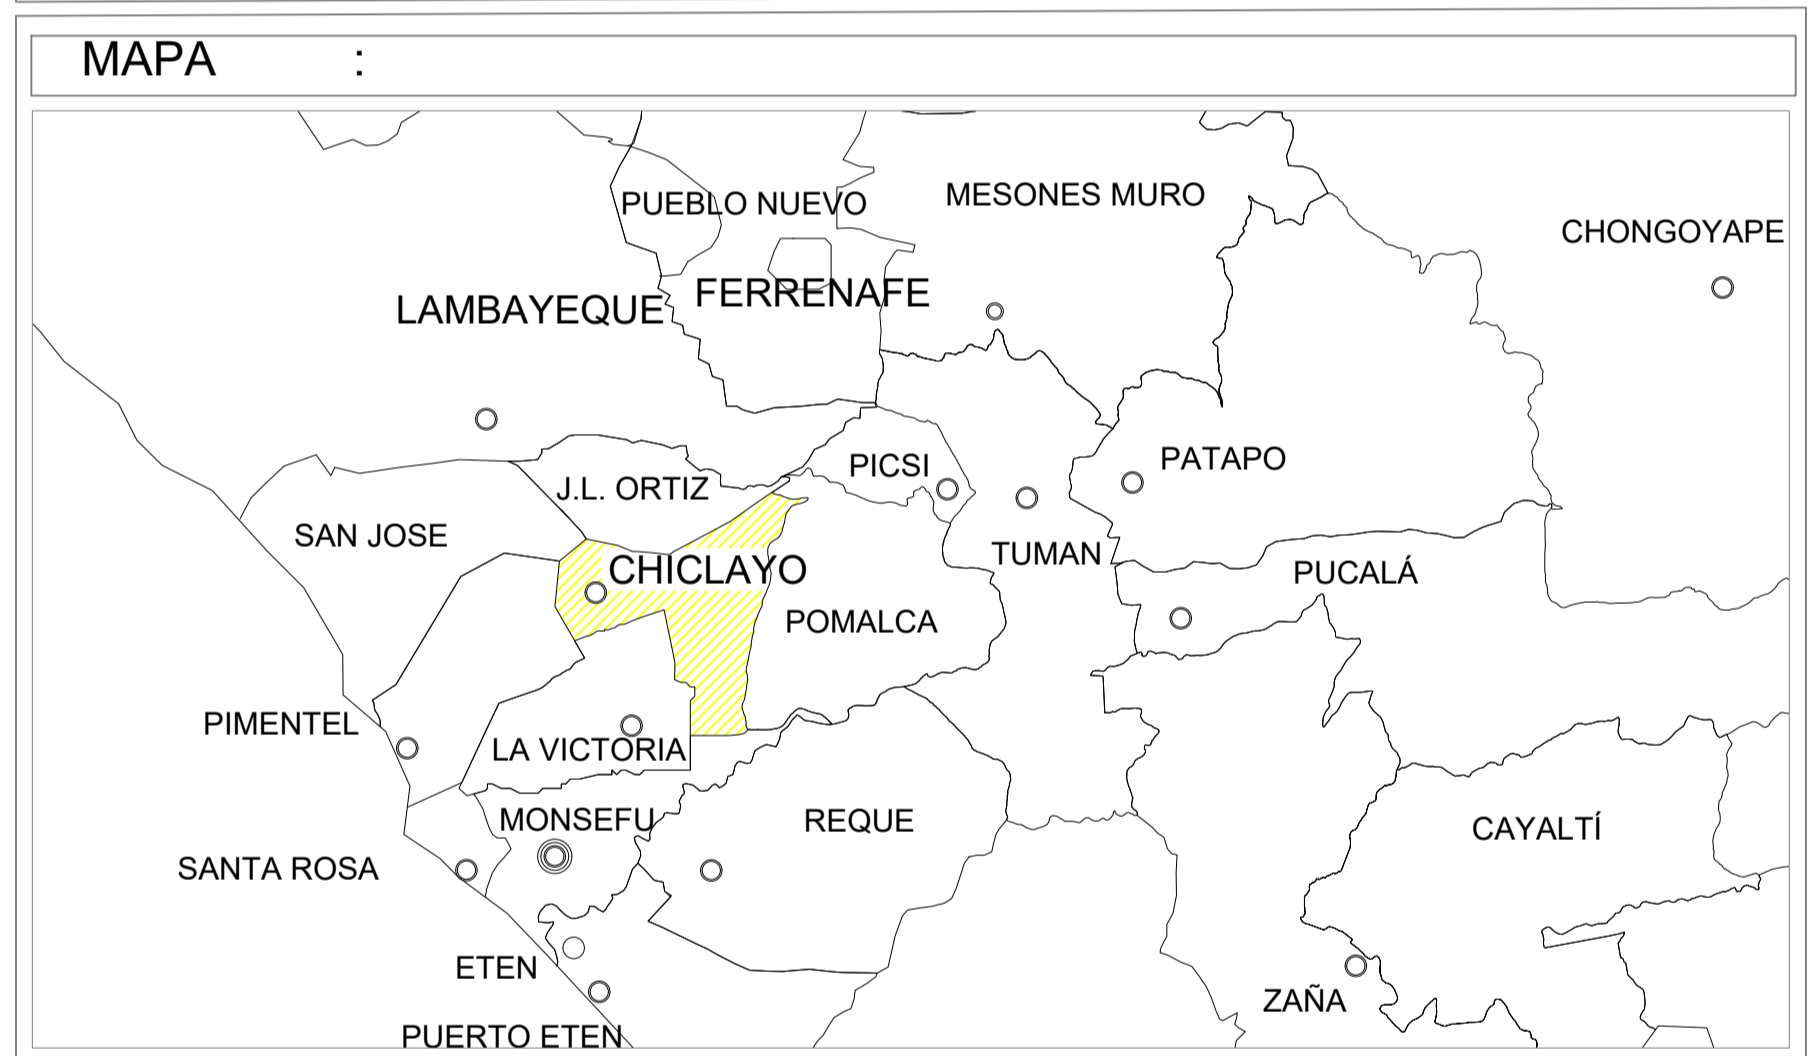 MAPA :
MESONES MURO
PUEBLO NUEVO
CHONGOYAPE
FERRENAFE
LAMBAYEQUE
PATAPO
PICSI
J.L. ORTIZ
SAN JOSE
TUMAN
CHICLAYO
PUCALÁ
POMALCA
PIMENTEL
LA VICTORIA
MONSEFU
REQUE
CAYALTÍ
SANTA ROSA
ETEN
ZAÑA
PUERTO ETEN